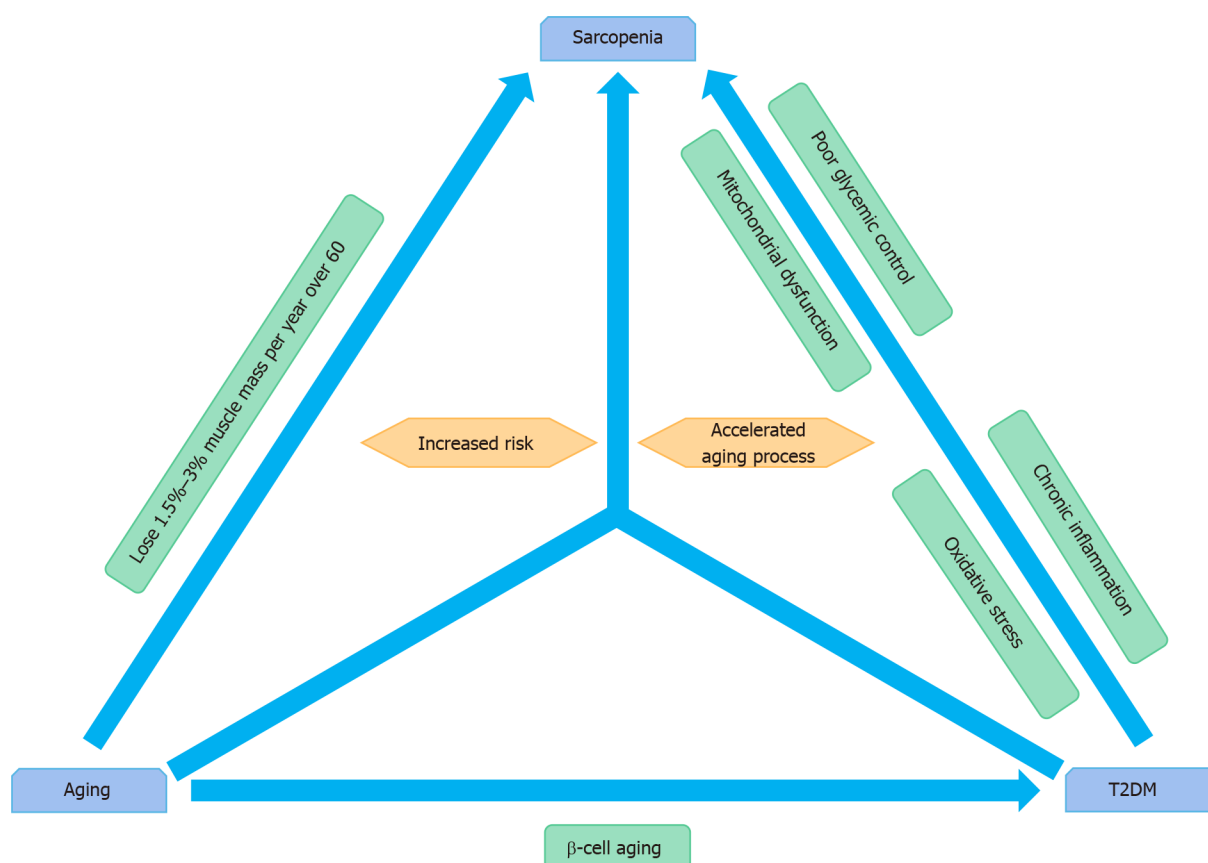 Sarcopenia
Poor glycemic control
Mitochondrial dysfunction
Lose 1.5%–3% muscle mass per year over 60
Increased risk
Accelerated
aging process
Chronic inflammation
Oxidative stress
Aging
T2DM
β-cell aging